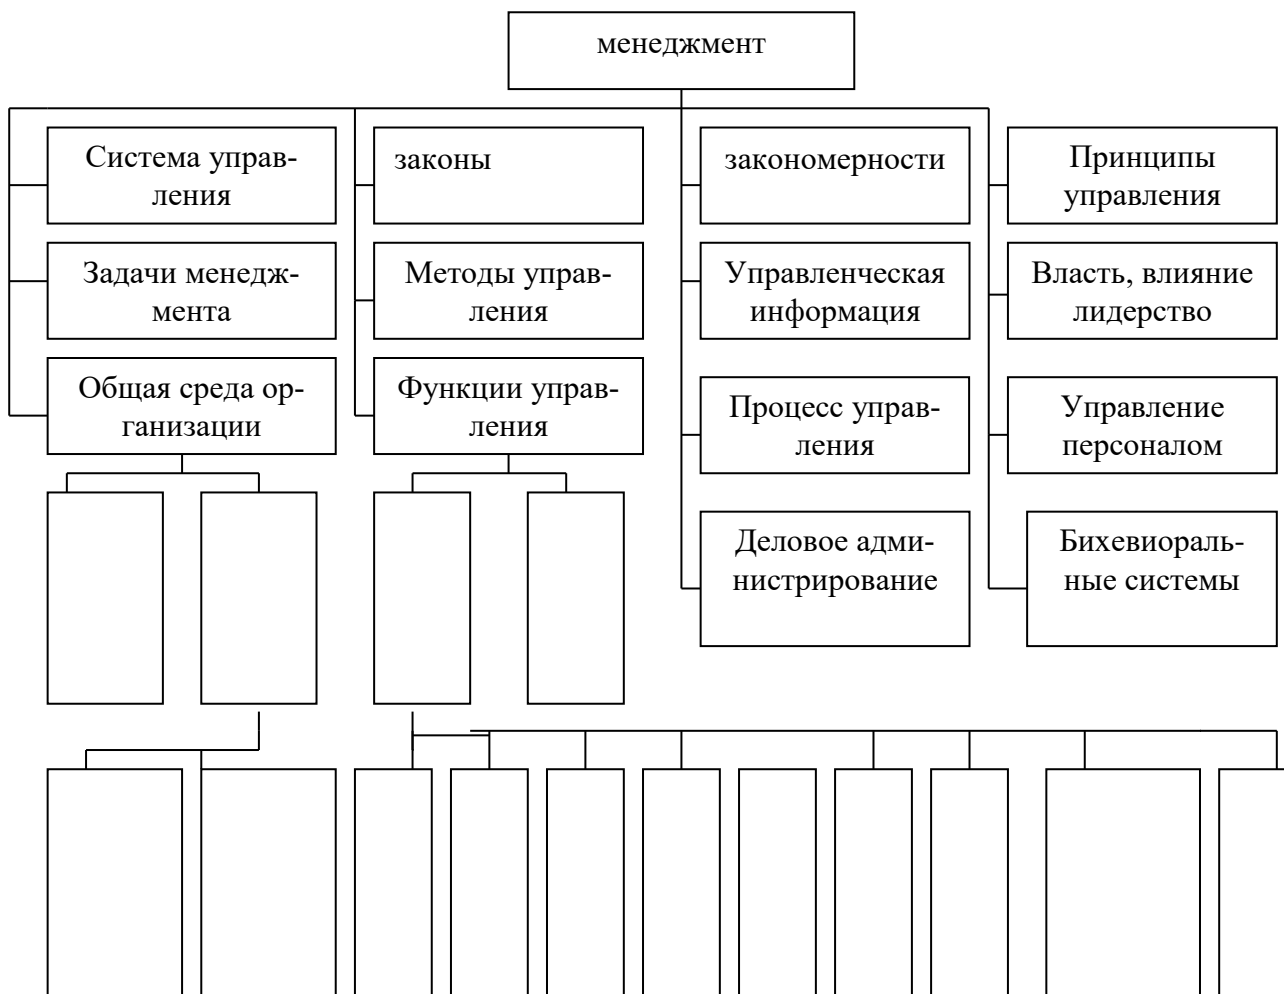 менеджмент
Система управ-
ления
законы
закономерности
Принципы
управления
Задачи менедж-
мента
Методы управ-
ления
Управленческая
информация
Власть, влияние
лидерство
Общая среда ор-
ганизации
Функции управ-
ления
Процесс управ-
ления
Управление
персоналом
Деловое адми-
нистрирование
Бихевиораль-
ные системы